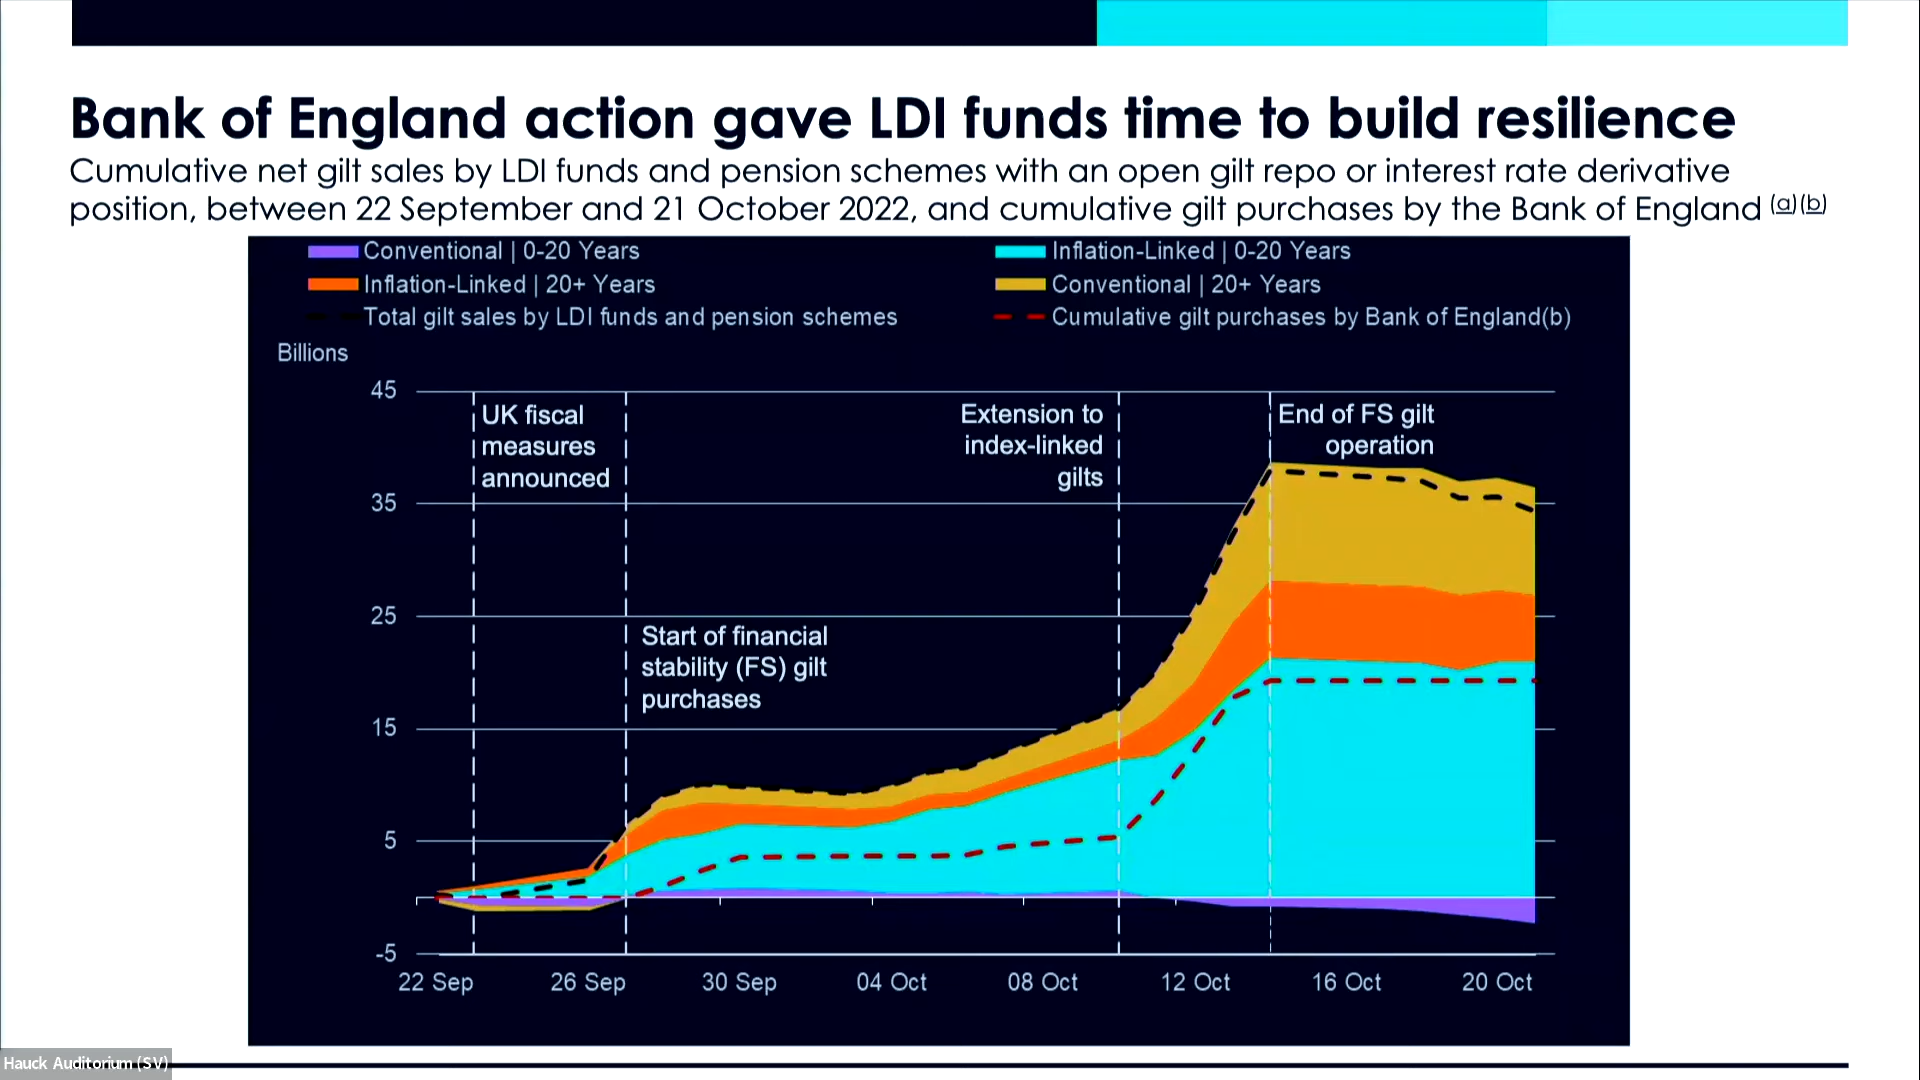 Bank of England action gave LDI funds time to build resilience
Cumulative net gilt sales by LDI funds and pension schemes with an open gilt repo or interest rate derivative
position, between 22 September and 21 October 2022, and cumulative gilt purchases by the Bank of England (a)(b)
Conventional | 0-20 Years
Inflation-Linked | 0-20 Years
Inflation-Linked | 20+ Years
Conventional | 20+ Years
Total gilt sales by LDI funds and pension schemes
Cumulative gilt purchases by Bank of England(b)
Billions
45
35
25
15
5
-5
UK fiscal
measures
announced
Start of financial
stability (FS) gilt
purchases
Extension to
index-linked
gilts
End of FS gilt
operation
22 Sep
26 Sep
30 Sep
04 Oct
08 Oct
12 Oct
16 Oct
20 Oct
Hauck Auditorium (SV)